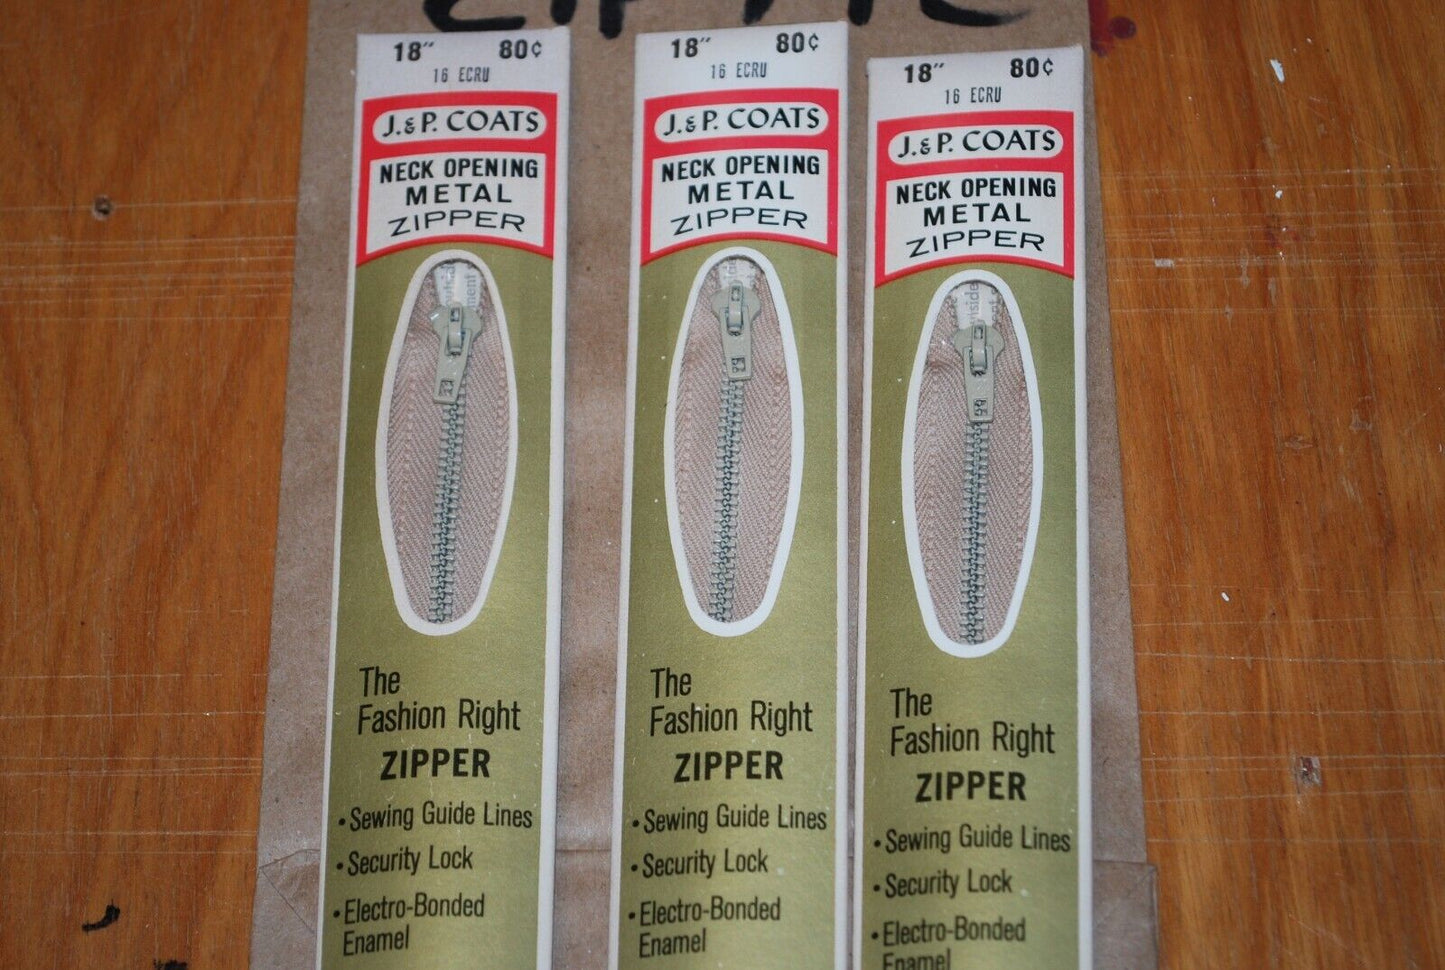 18" 80¢
16 ECRU
J.&P. COATS
NECK OPENING
METAL
ZIPPER
The
Fashion Right
ZIPPER
• Sewing Guide Lines
• Security Lock
• Electro-Bonded
Enamel
18" 80¢
16 ECRU
J.&P. COATS
NECK OPENING
METAL
ZIPPER
The
Fashion Right
ZIPPER
• Sewing Guide Lines
• Security Lock
• Electro-Bonded
Enamel
18" 80¢
16 ECRU
J.&P. COATS
NECK OPENING
METAL
ZIPPER
The
Fashion Right
ZIPPER
• Sewing Guide Lines
• Security Lock
• Electro-Bonded
Enamel